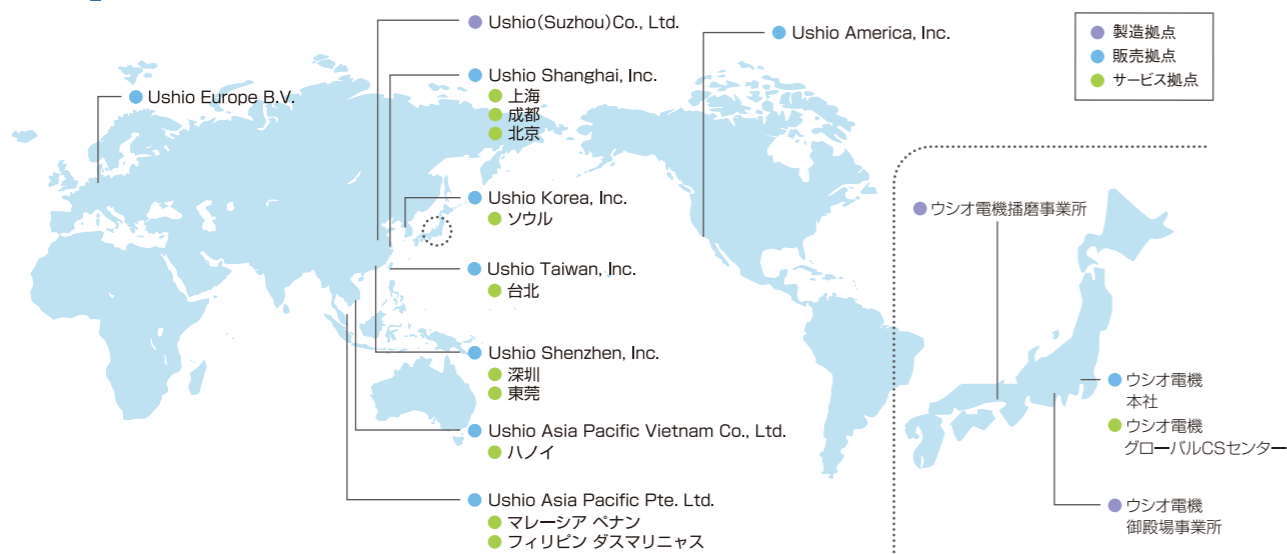 Ushio(Suzhou)Co., Ltd.
Ushio America, Inc.
製造拠点
販売拠点
サービス拠点
Ushio Europe B.V.
Ushio Shanghai, Inc.
上海
成都
北京
Ushio Korea, Inc.
ソウル
Ushio Taiwan, Inc.
台北
Ushio Shenzhen, Inc.
深圳
東莞
Ushio Asia Pacific Vietnam Co., Ltd.
ハノイ
Ushio Asia Pacific Pte. Ltd.
マレーシア ペナン
フィリピン ダスマリニャス
ウシオ電機播磨事業所
ウシオ電機
本社
ウシオ電機
グローバルCSセンター
ウシオ電機
御殿場事業所